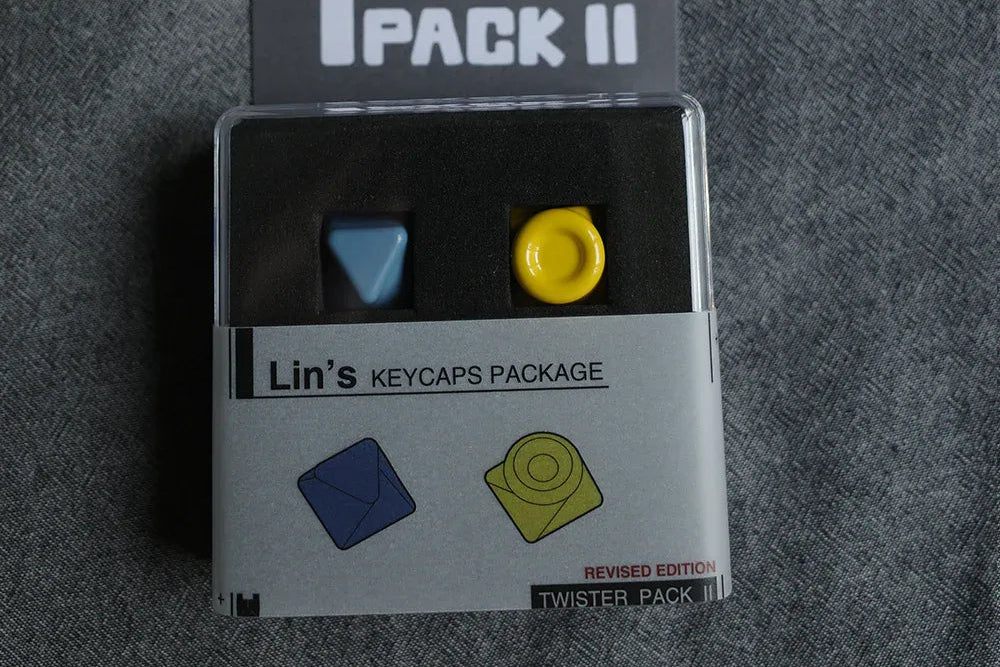 PACK II
Lin's KEYCAPS PACKAGE
REVISED EDITION
TWISTER PACK II